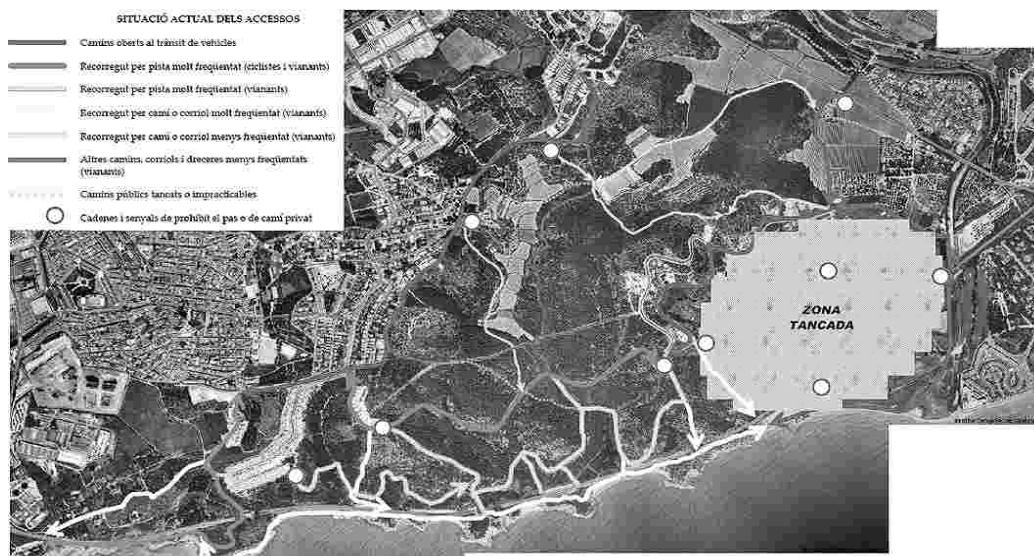 SITUACIÓ ACTUAL DELS ACCESSOS
Camins oberts al trànsit de vehicles
Recorregut per pista molt freqüentat (ciclistes i vianants)
Recorregut per pista molt freqüentat (vianants)
Recorregut per camí o corriol molt freqüentat (vianants)
Recorregut per camí o corriol menys freqüentat (vianants)
Altres camins, corriols i dreceres menys freqüentats
(vianants)
Camins públics tancats o impracticables
Cadenes i senyals de prohibit el pas o de camí privat
ZONA
TANCADA